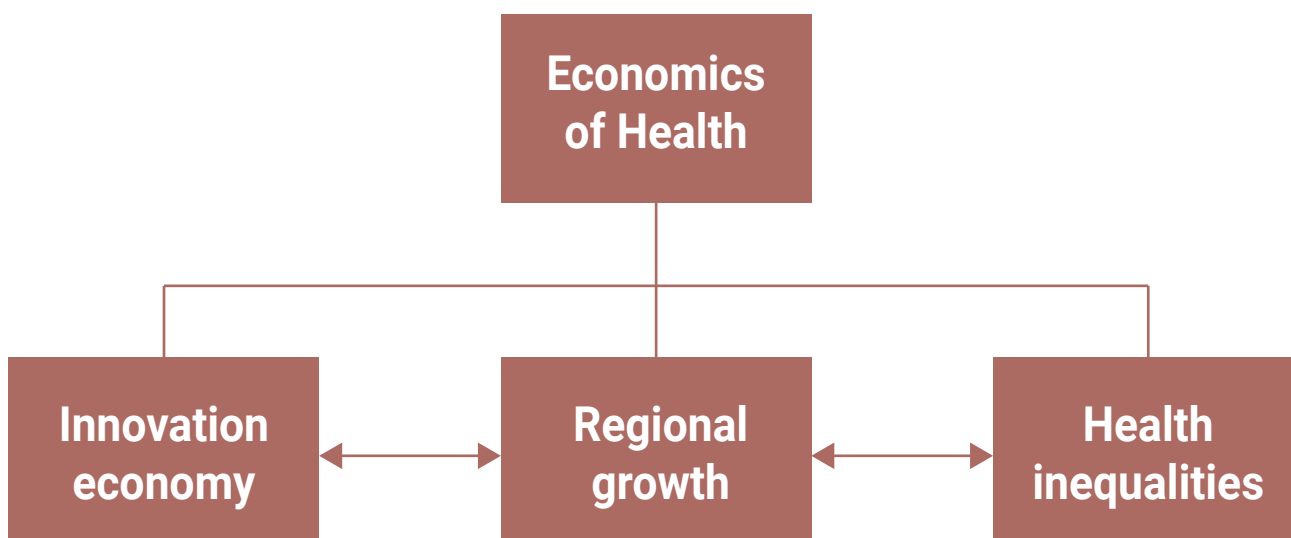 Economics
of Health
Innovation
economy
Regional
growth
Health
inequalities